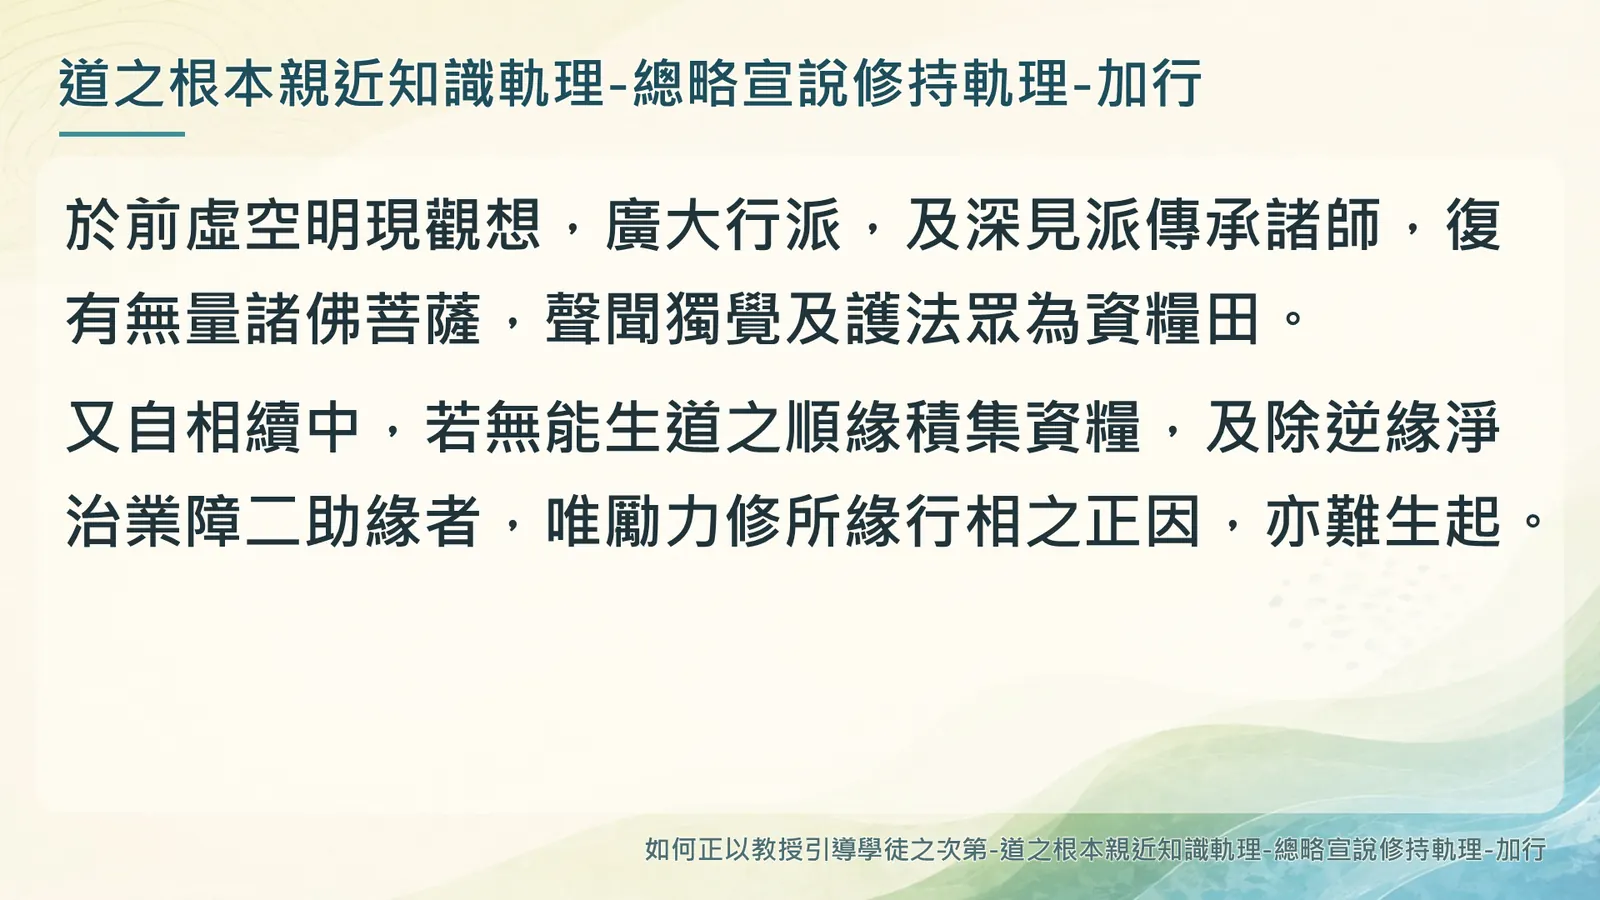 道之根本親近知識軌理-總略宣說修持軌理-加行
於前虛空明現觀想，廣大行派，及深見派傳承諸師，復
有無量諸佛菩薩，聲聞獨覺及護法眾為資糧田。
又自相續中，若無能生道之順緣積集資糧，及除逆緣淨
治業障二助緣者，唯勵力修所緣行相之正因，亦難生起。
如何正以教授引導學徒之次第-道之根本親近知識軌理-總略宣說修持軌理-加行